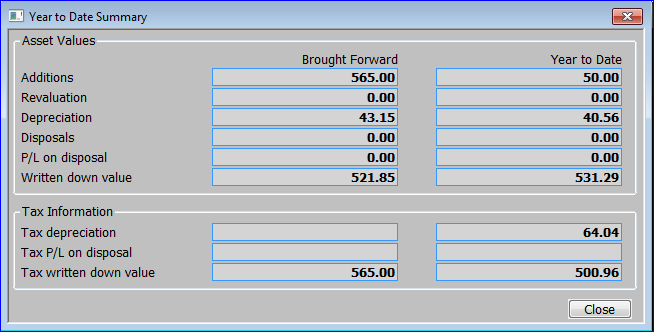 Year to Date Summary
Asset Values
Brought Forward Year to Date
Additions 565.00 50.00
Revaluation 0.00 0.00
Depreciation 43.15 40.56
Disposals 0.00 0.00
P/L on disposal 0.00 0.00
Written down value 521.85 531.29
Tax Information
Tax depreciation 64.04
Tax P/L on disposal
Tax written down value 565.00 500.96
Close